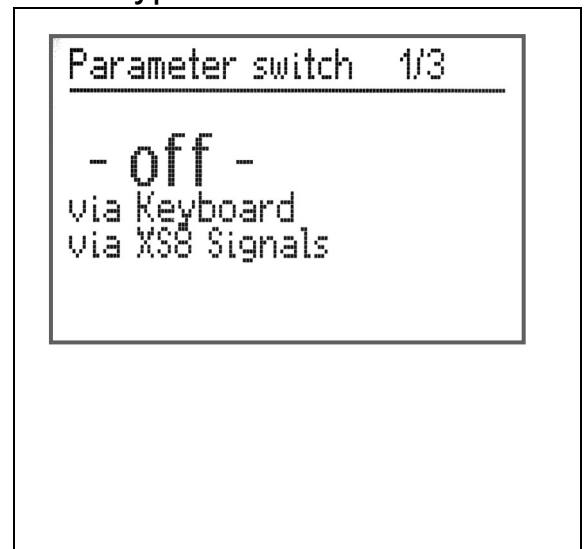 Parameter switch 1/3
- off -
via Keyboard
via XS8 Signals